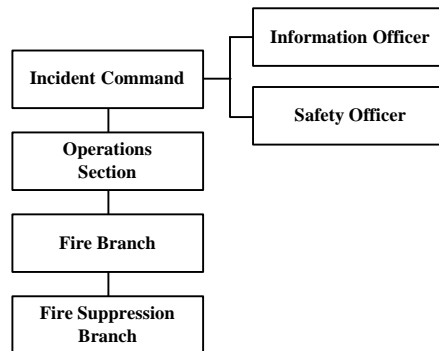 Information Officer
Incident Command
Safety Officer
Operations
Section
Fire Branch
Fire Suppression
Branch